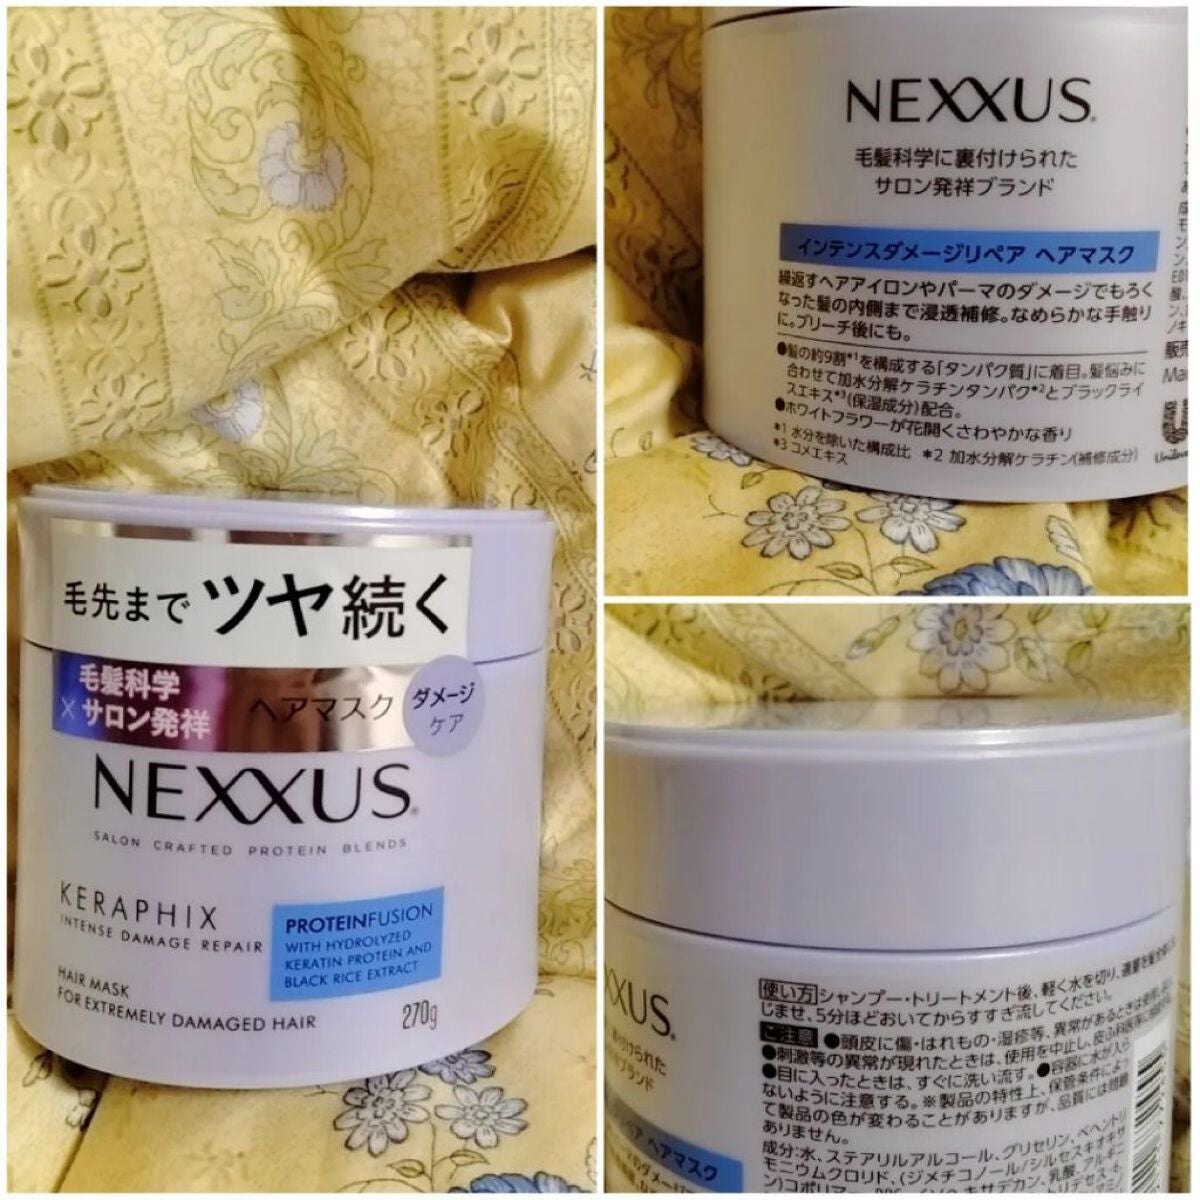 毛先まで ツヤ続く
毛髪科学
×サロン発祥
ヘアマスク
ダメージ
ケア
NEXXUS
SALON CRAFTED PROTEIN BLENDS
KERAPHIX
INTENSE DAMAGE REPAIR
PROTEINFUSION
WITH HYDROLYZED
KERATIN PROTEIN AND
BLACK RICE EXTRACT
HAIR MASK
FOR EXTREMELY DAMAGED HAIR
270g
NEXXUS
毛髪科学に裏付けられた
サロン発祥ブランド
インテンスダメージリペア ヘアマスク
繰返すヘアアイロンやパーマのダメージでもろく
なった髪の内側まで浸透補修。なめらかな手触り
に。ブリーチ後にも。
●髪の約9割*1を構成する「タンパク質」に着目。髪悩みに
合わせて加水分解ケラチンタンパク*2とブラックライ
スエキス*3(保湿成分)配合。
●ホワイトフラワーが花開くさわやかな香り
*1 水分を除いた構成比 *2 加水分解ケラチン(補修成分)
*3 コメエキス
販売
XUS
付けられた
ブランド
ヘアマスク
使い方 シャンプー・トリートメント後、軽く水を切り、適量を髪全体に
じませ、5分ほどおいてからすすぎ流してください。
ご注意 ●頭皮に傷・はれもの・湿疹等、異常があるときは使用し
●刺激等の異常が現れたときは、使用を中止し、皮ふ科医等に
●目に入ったときは、すぐに洗い流す。●容器に水が入ら
ないように注意する。※製品の特性上、保管条件によっ
て製品の色が変わることがありますが、品質には問題
ありません。
成分:水、ステアリルアルコール、グリセリン、ベヘントリ
モニウムクロリド、(ジメチコノール/シルセスキオキサ
ン)コポリマー